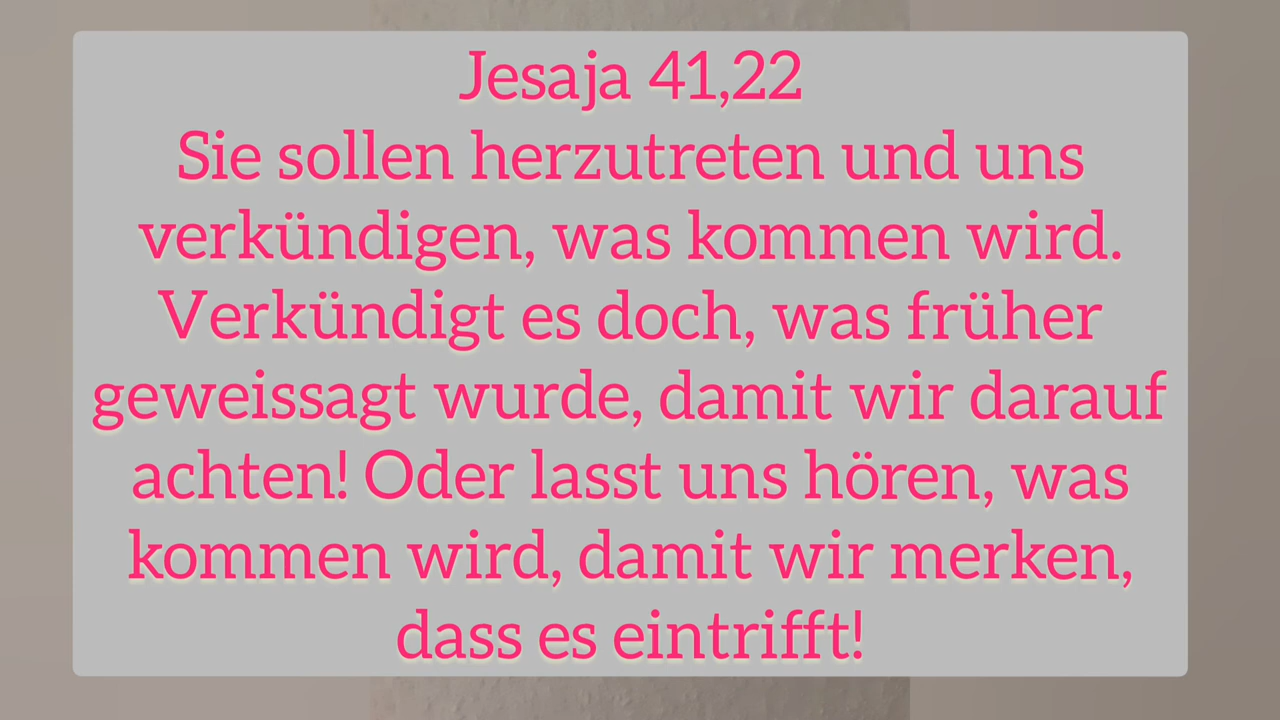 Jesaja 41,22
Sie sollen herzutreten und uns
verkündigen, was kommen wird.
Verkündigt es doch, was früher
geweissagt wurde, damit wir darauf
achten! Oder lasst uns hören, was
kommen wird, damit wir merken,
dass es eintrifft!